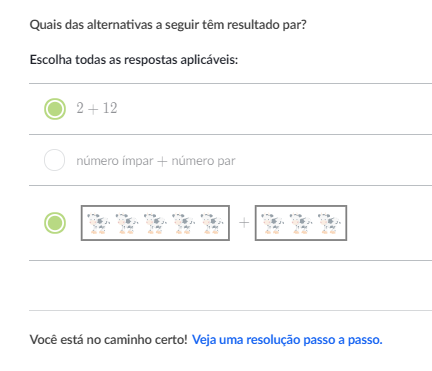 Quais das alternativas a seguir têm resultado par?
Escolha todas as respostas aplicáveis:
2 + 12
número ímpar + número par
+
Você está no caminho certo! Veja uma resolução passo a passo.